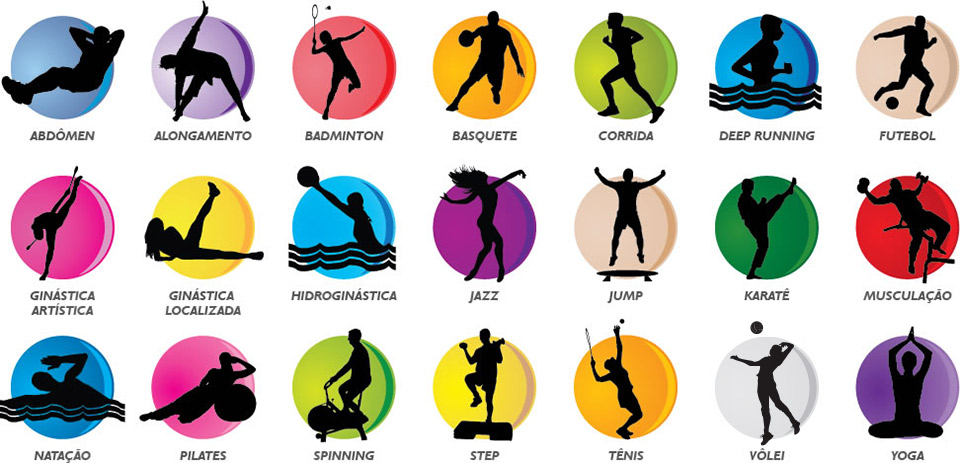 ABDÔMEN
ALONGAMENTO
BADMINTON
BASQUETE
CORRIDA
DEEP RUNNING
FUTEBOL
GINÁSTICA
ARTÍSTICA
GINÁSTICA
LOCALIZADA
HIDROGINÁSTICA
JAZZ
JUMP
KARATÊ
MUSCULAÇÃO
NATAÇÃO
PILATES
SPINNING
STEP
TÊNIS
VÔLEI
YOGA